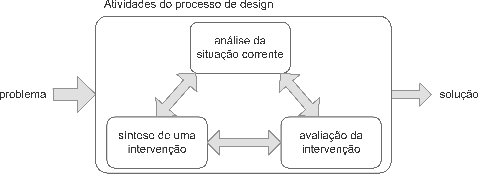 Atividades do processo de design
análise da
situação corrente
problema
solução
síntese de uma
intervenção
avaliação da
intervenção